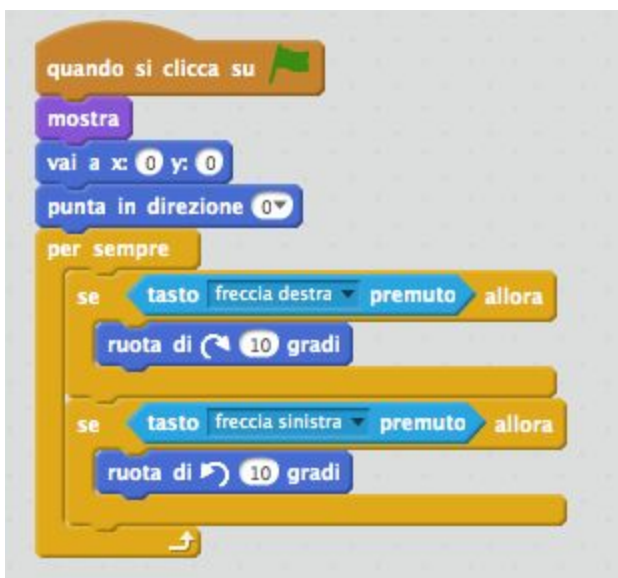 quando si clicca su
mostra
vai a x: 0 y: 0
punta in direzione 0
per sempre
se tasto freccia destra premuto allora
ruota di 10 gradi
se tasto freccia sinistra premuto allora
ruota di 10 gradi